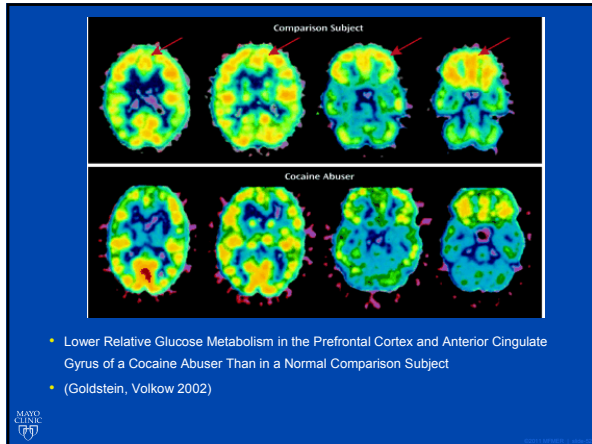 Comparison Subject
Cocaine Abuser
• Lower Relative Glucose Metabolism in the Prefrontal Cortex and Anterior Cingulate
Gyrus of a Cocaine Abuser Than in a Normal Comparison Subject
• (Goldstein, Volkow 2002)
MAYO
CLINIC